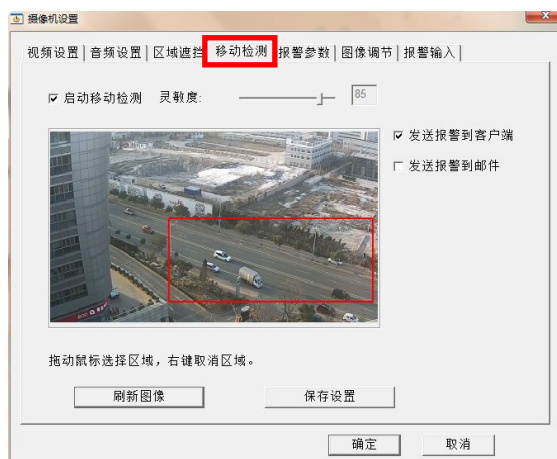 摄像机设置
视频设置 音频设置 区域遮挡 移动检测 报警参数 图像调节 报警输入
启动移动检测 灵敏度: 85
发送报警到客户端
发送报警到邮件
拖动鼠标选择区域，右键取消区域。
刷新图像 保存设置
确定 取消